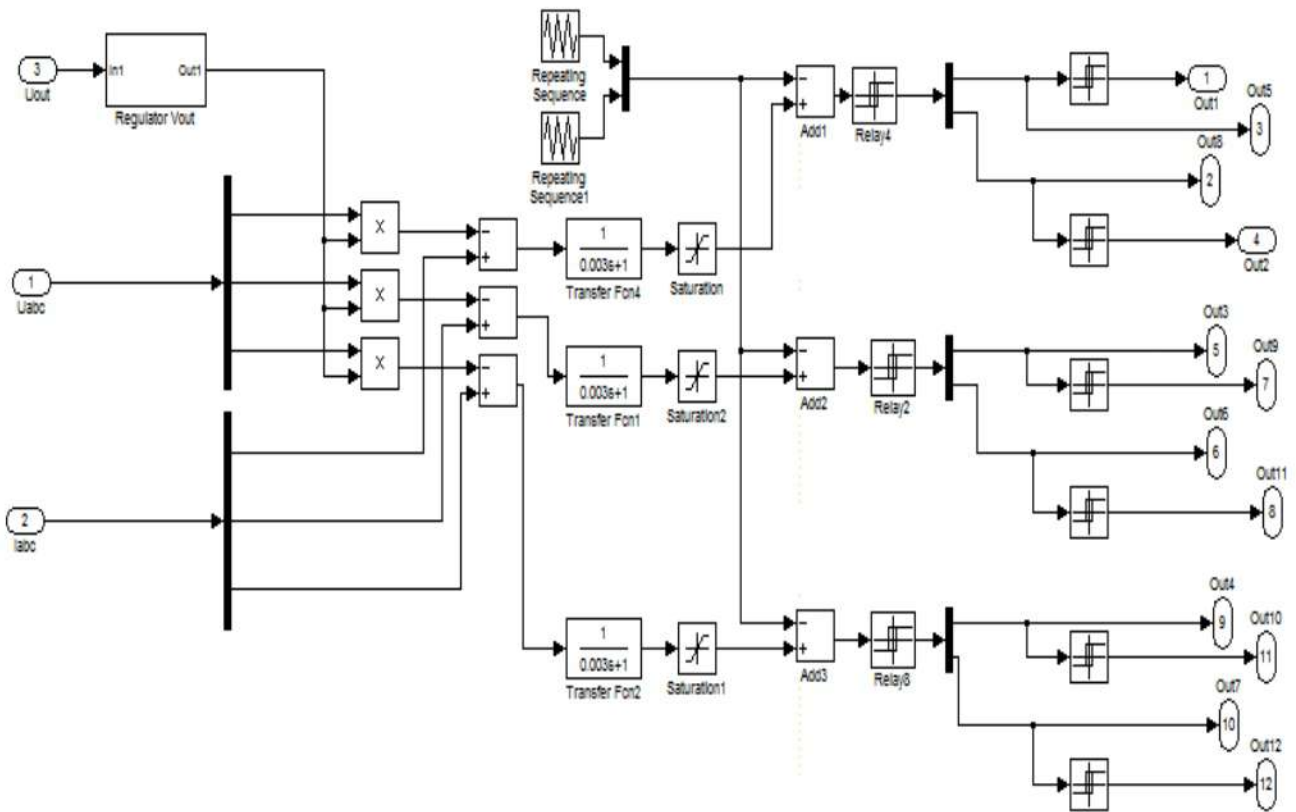 3
Uout
In1
Out1
Regulator Vout
Repeating
Sequence
Repeating
Sequence1
−
+
Add1
Relay4
1
Out1
Out5
3
Out8
2
4
Out2
1
Uabc
X
X
X
−
+
−
+
−
+
1
0.003s+1
Transfer Fcn4
Saturation
1
0.003s+1
Transfer Fcn1
Saturation2
−
+
Add2
Relay2
Out3
5
Out9
7
Out6
6
Out11
8
2
Iabc
1
0.003s+1
Transfer Fcn2
Saturation1
−
+
Add3
Relay8
Out4
9
Out10
11
Out7
10
Out12
12